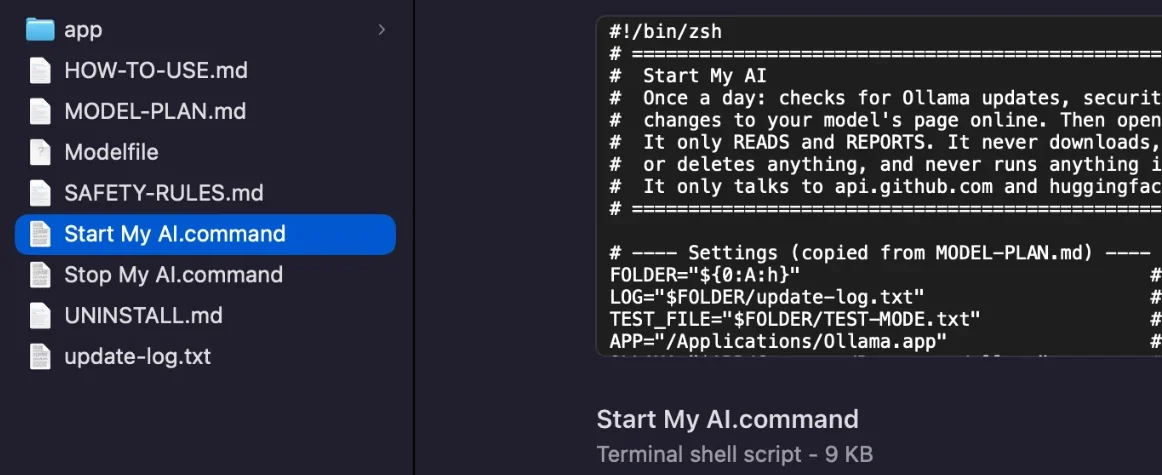 app
HOW-TO-USE.md
MODEL-PLAN.md
Modelfile
SAFETY-RULES.md
Start My AI.command
Stop My AI.command
UNINSTALL.md
update-log.txt
#!/bin/zsh
# ================================================
#  Start My AI
#  Once a day: checks for Ollama updates, securit
#  changes to your model's page online. Then open
#  It only READS and REPORTS. It never downloads,
#  or deletes anything, and never runs anything i
#  It only talks to api.github.com and huggingfac
# ================================================
# ---- Settings (copied from MODEL-PLAN.md) ----
FOLDER="${0:A:h}" #
LOG="$FOLDER/update-log.txt" #
TEST_FILE="$FOLDER/TEST-MODE.txt" #
APP="/Applications/Ollama.app" #
Start My AI.command
Terminal shell script - 9 KB